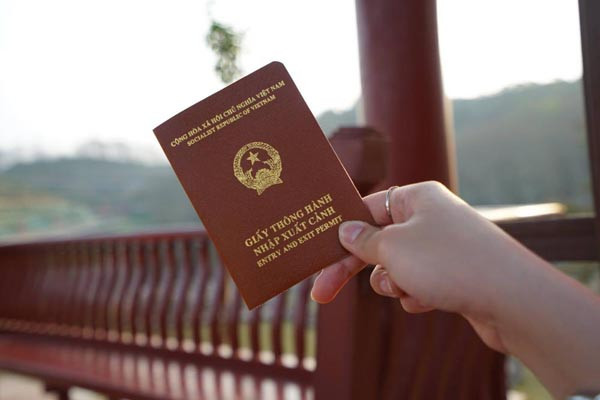 CỘNG HÒA XÃ HỘI CHỦ NGHĨA VIỆT NAM
SOCIALIST REPUBLIC OF VIETNAM
GIẤY THÔNG HÀNH
NHẬP XUẤT CẢNH
ENTRY AND EXIT PERMIT